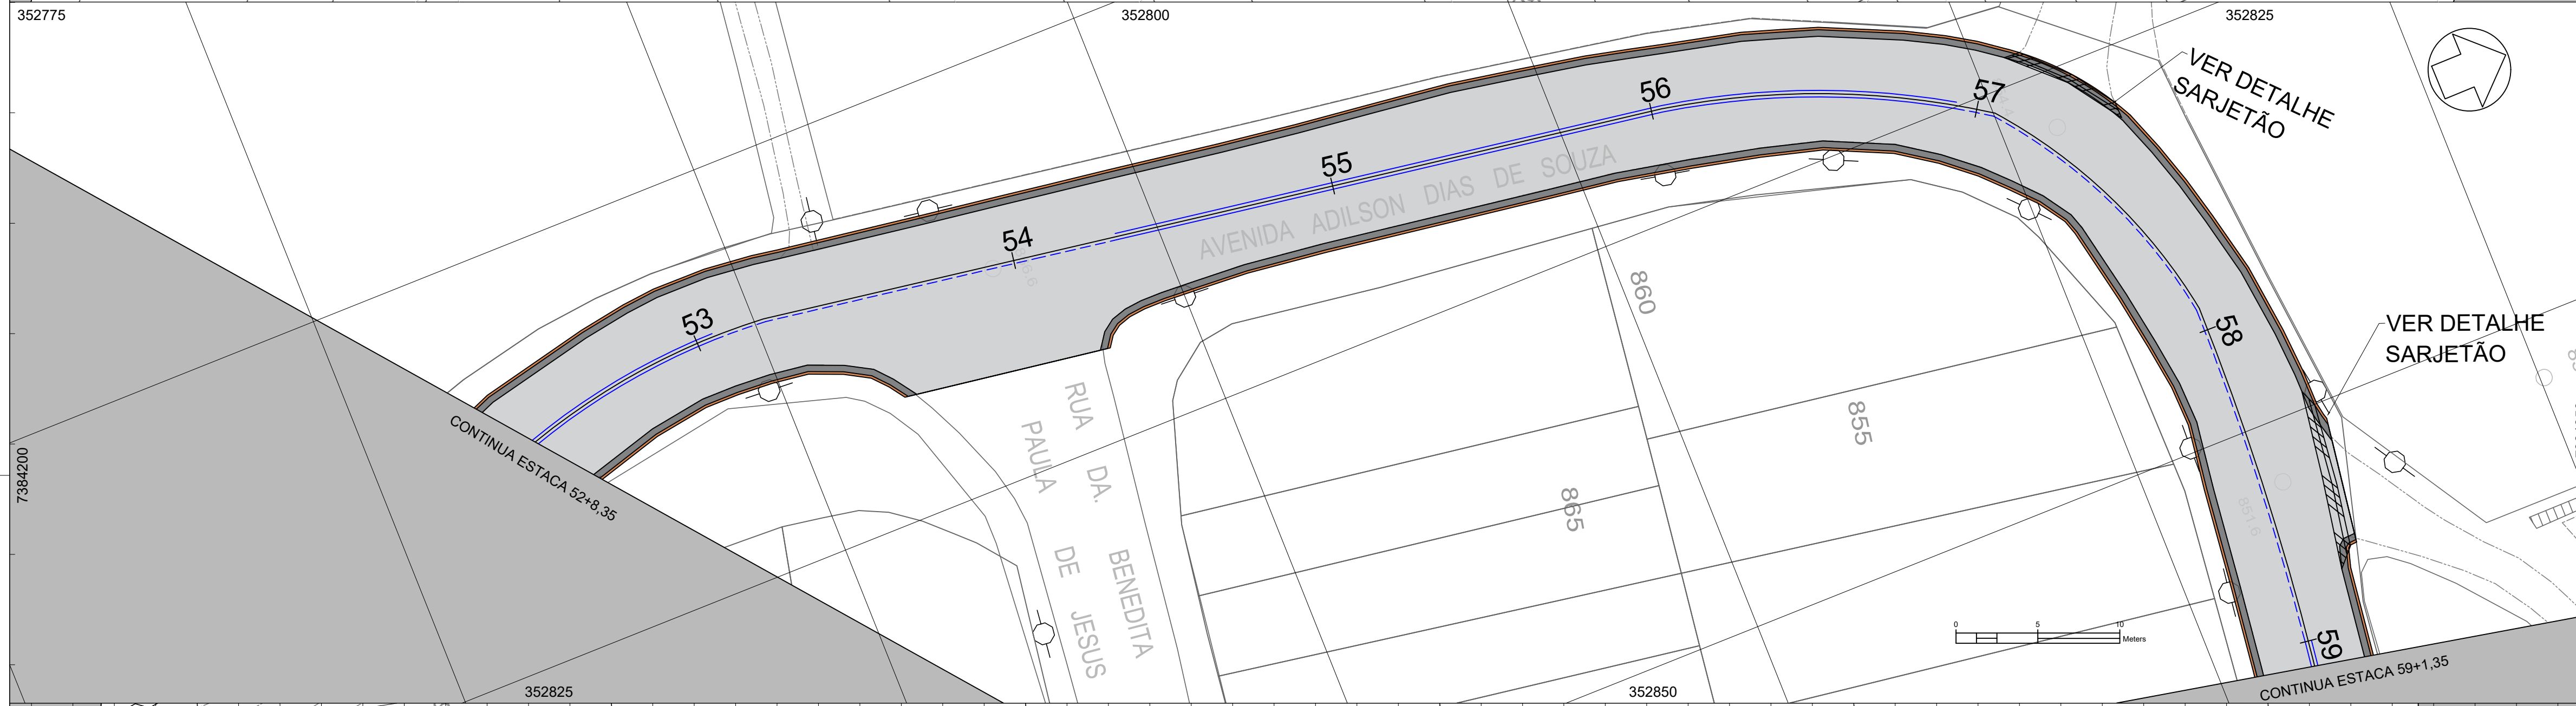 352775
352800
352825
VER DETALHE
SARJETÃO
57
56
55
54
53
AVENIDA ADILSON DIAS DE SOUZA
860
58
VER DETALHE
SARJETÃO
855
865
RUA DA. BENEDITA
PAULA DE JESUS
CONTINUA ESTACA 52+8,35
7384200
0 5 10
Meters
59
CONTINUA ESTACA 59+1,35
352825
352850